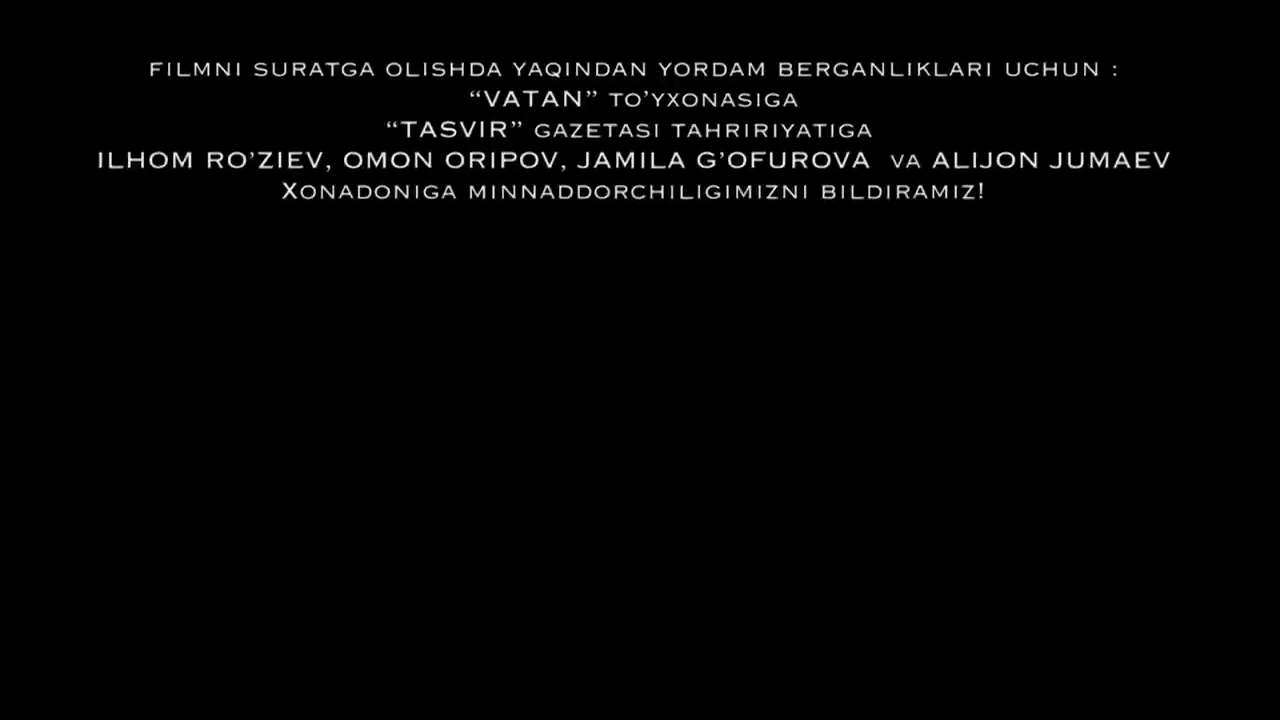 FILMNI SURATGA OLISHDA YAQINDAN YORDAM BERGANLIKLARI UCHUN :
“VATAN” TO’YXONASIGA
“TASVIR” GAZETASI TAHRIRIYATIGA
ILHOM RO’ZIEV, OMON ORIPOV, JAMILA G’OFUROVA VA ALIJON JUMAEV
XONADONIGA MINNADDORCHILIGIMIZNI BILDIRAMIZ!